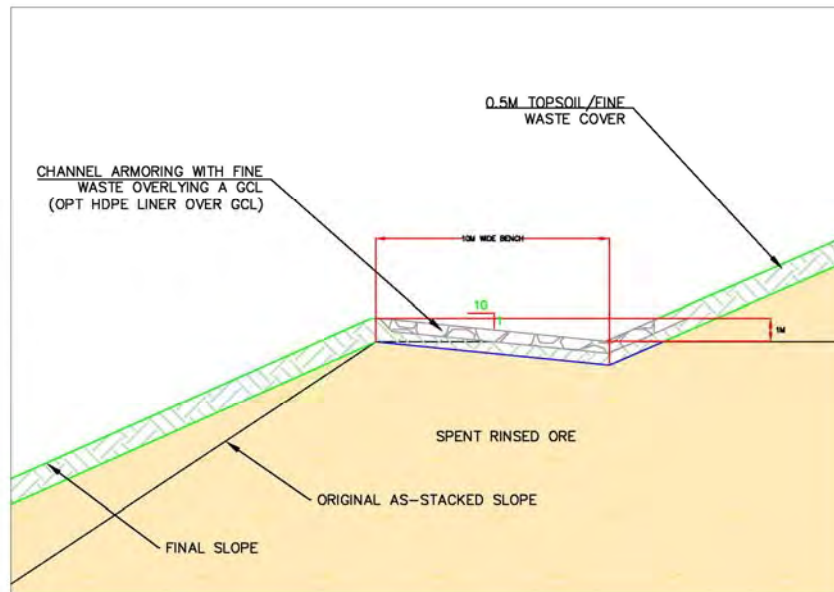 0.5M TOPSOIL/FINE
WASTE COVER
CHANNEL ARMORING WITH FINE
WASTE OVERLYING A GCL
(OPT HDPE LINER OVER GCL)
10M WIDE BENCH
10
1
1M
SPENT RINSED ORE
ORIGINAL AS-STACKED SLOPE
FINAL SLOPE